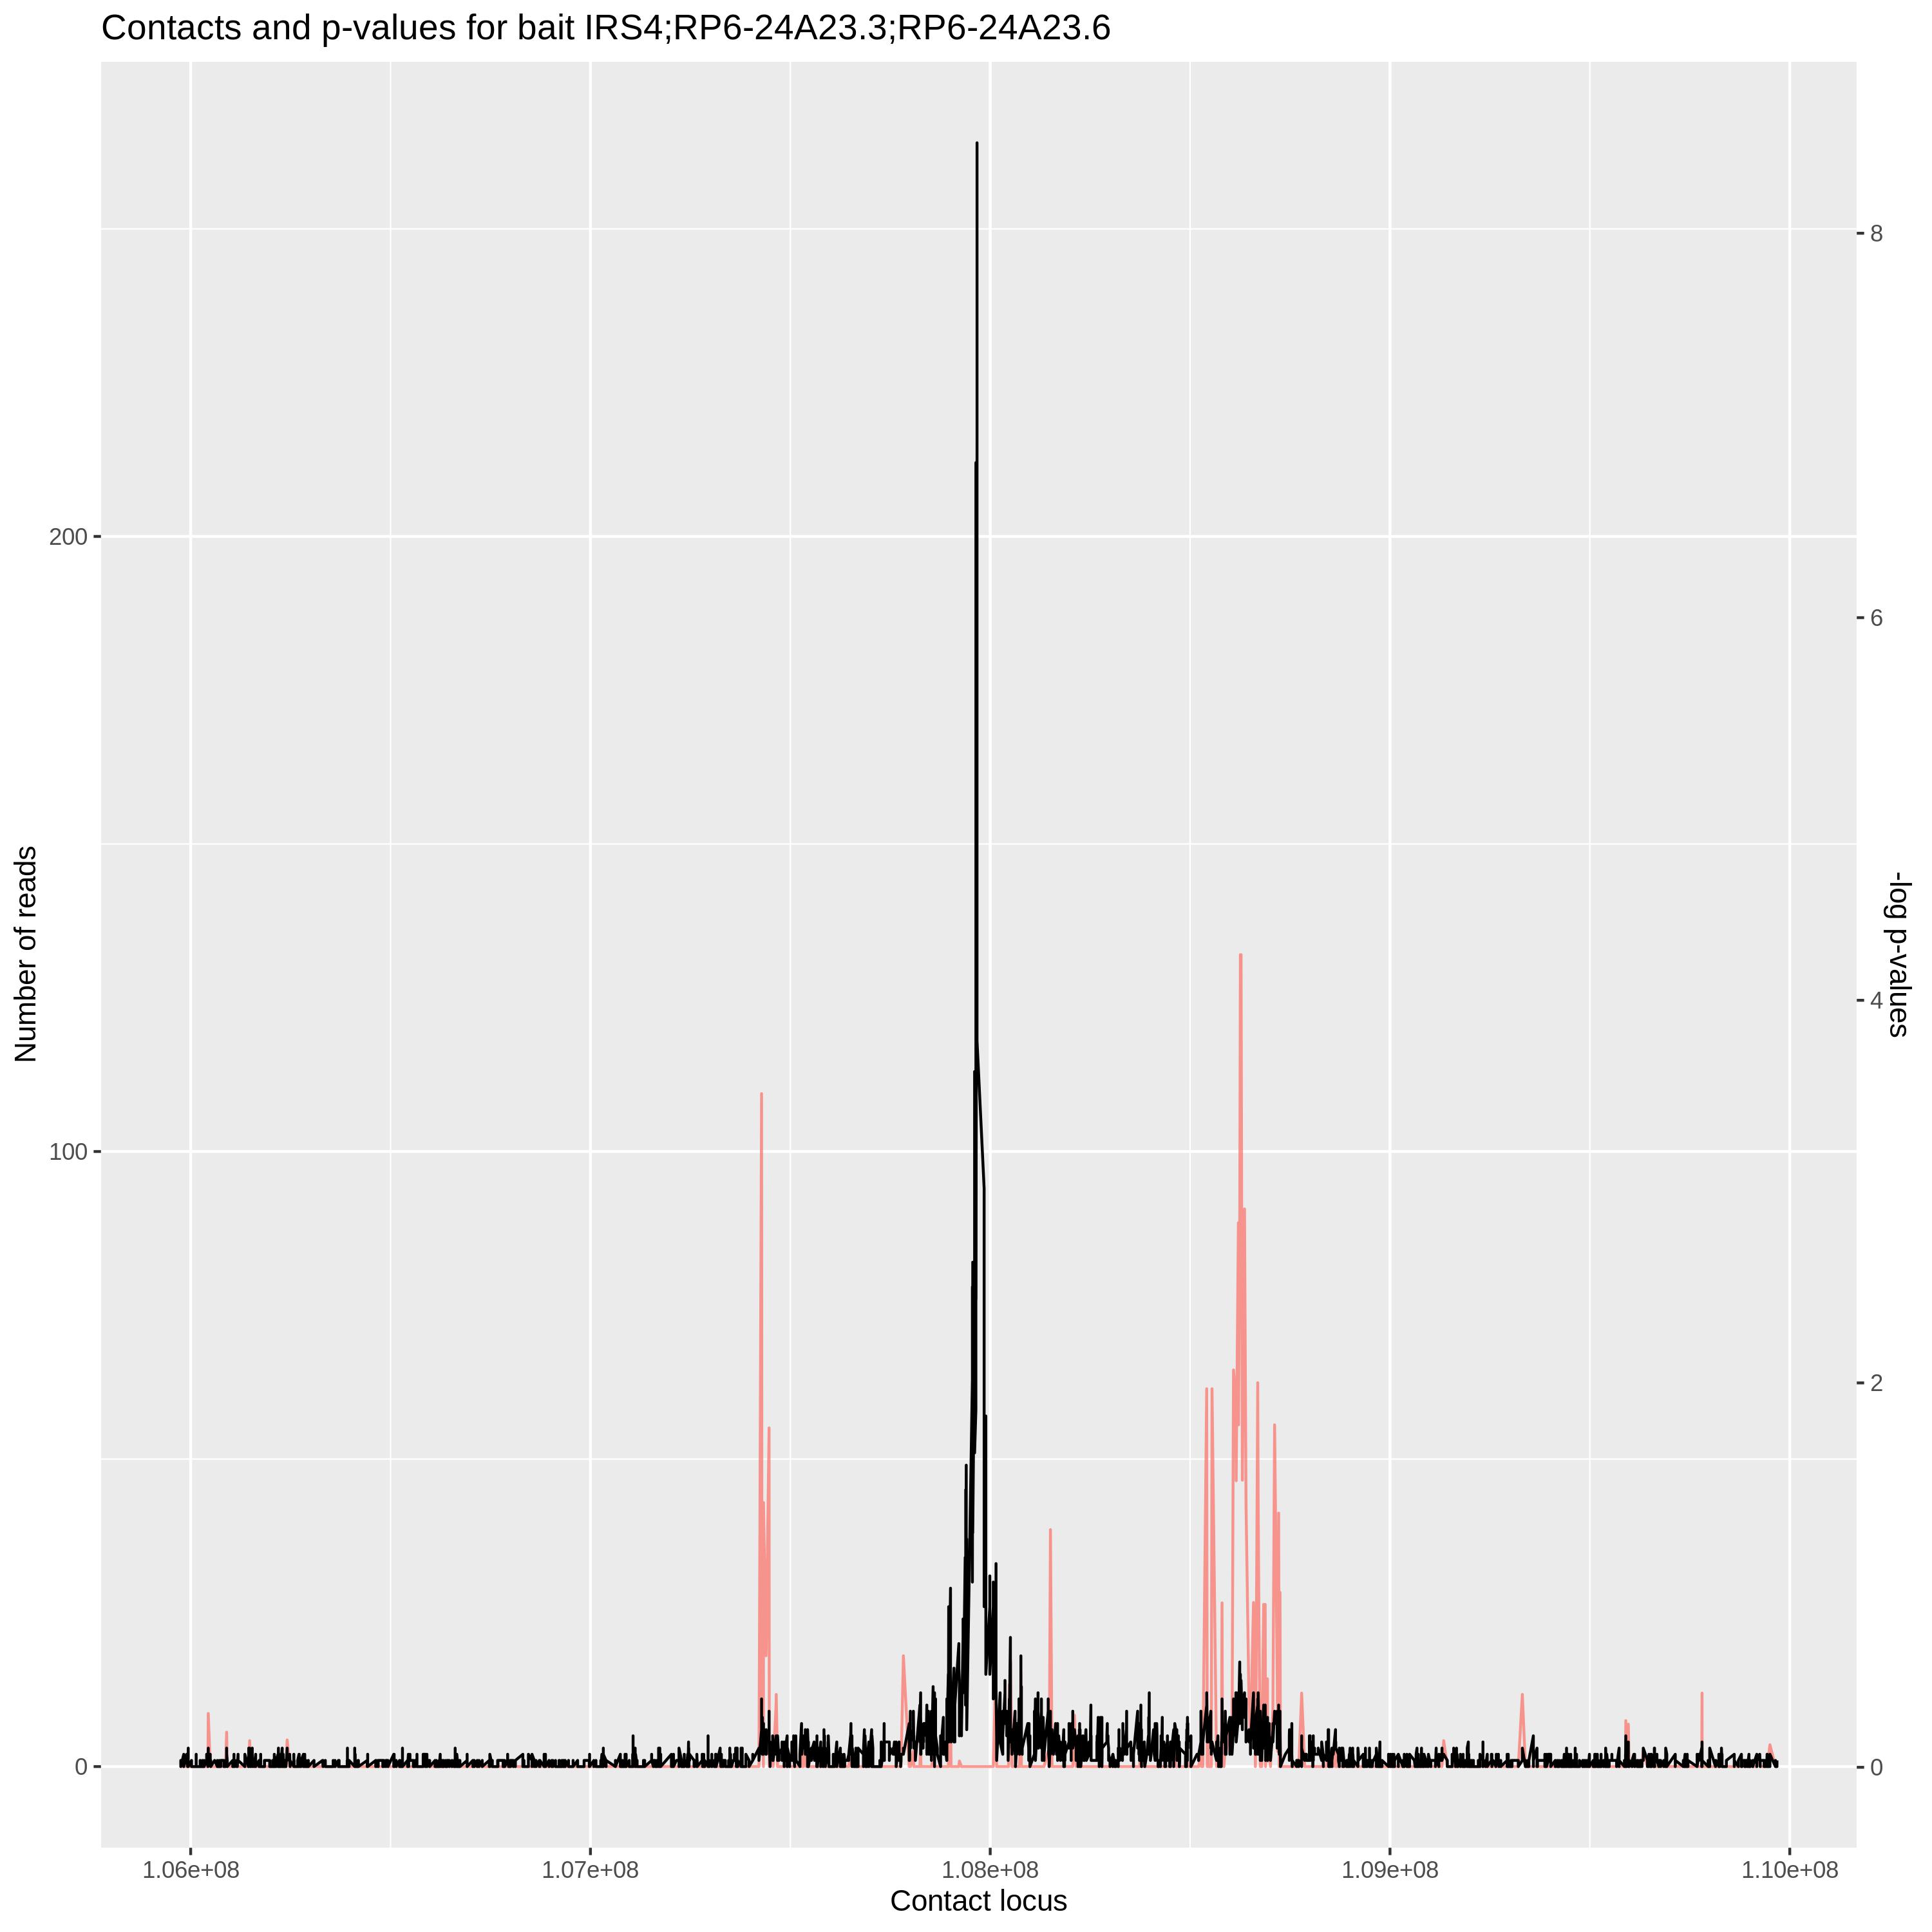 Contacts and p-values for bait IRS4;RP6-24A23.3;RP6-24A23.6
Number of reads
200
100
0
8
6
4
2
0
-log p-values
1.06e+08
1.07e+08
1.08e+08
1.09e+08
1.10e+08
Contact locus